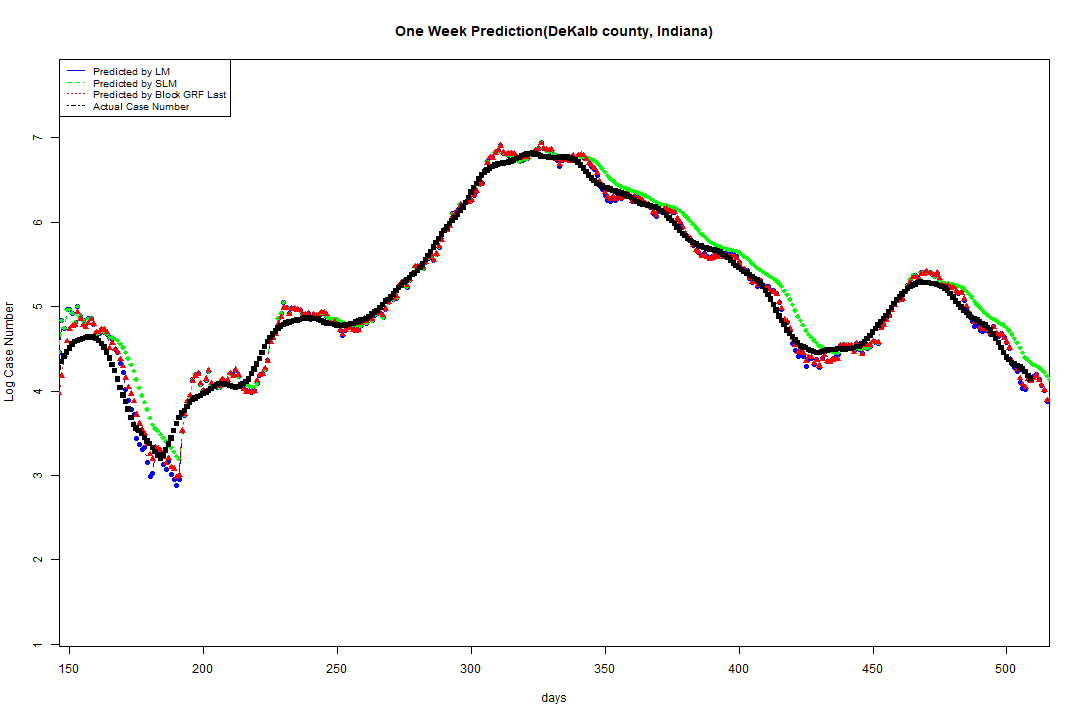 One Week Prediction(DeKalb county, Indiana)
Predicted by LM
Predicted by SLM
Predicted by Block GRF Last
Actual Case Number
Log Case Number
7
6
5
4
3
2
1
150 200 250 300 350 400 450 500
days